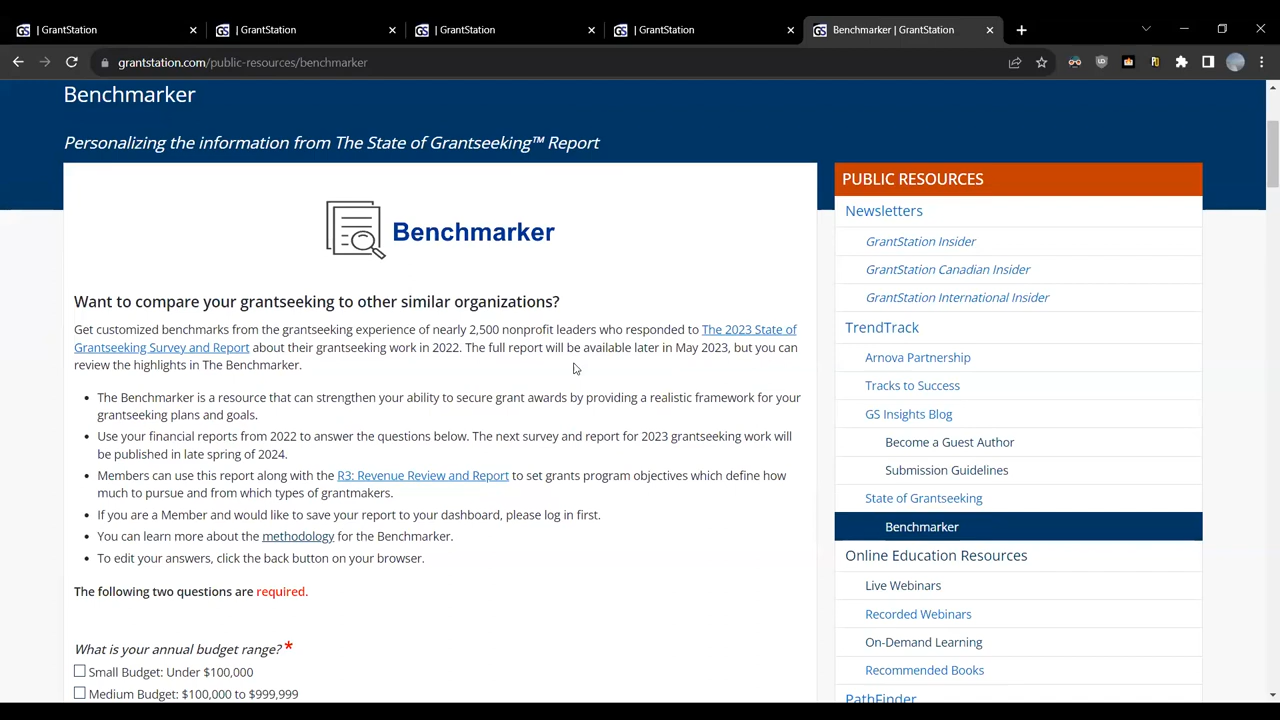 | GrantStation
| GrantStation
| GrantStation
| GrantStation
Benchmarker | GrantStation
grantstation.com/public-resources/benchmarker
Benchmarker
Personalizing the information from The State of Grantseeking™ Report
Benchmarker
Want to compare your grantseeking to other similar organizations?
Get customized benchmarks from the grantseeking experience of nearly 2,500 nonprofit leaders who responded to The 2023 State of
Grantseeking Survey and Report about their grantseeking work in 2022. The full report will be available later in May 2023, but you can
review the highlights in The Benchmarker.
• The Benchmarker is a resource that can strengthen your ability to secure grant awards by providing a realistic framework for your
grantseeking plans and goals.
• Use your financial reports from 2022 to answer the questions below. The next survey and report for 2023 grantseeking work will
be published in late spring of 2024.
• Members can use this report along with the R3: Revenue Review and Report to set grants program objectives which define how
much to pursue and from which types of grantmakers.
• If you are a Member and would like to save your report to your dashboard, please log in first.
• You can learn more about the methodology for the Benchmarker.
• To edit your answers, click the back button on your browser.
The following two questions are required.
What is your annual budget range? *
Small Budget: Under $100,000
Medium Budget: $100,000 to $999,999
PUBLIC RESOURCES
Newsletters
GrantStation Insider
GrantStation Canadian Insider
GrantStation International Insider
TrendTrack
Arnova Partnership
Tracks to Success
GS Insights Blog
Become a Guest Author
Submission Guidelines
State of Grantseeking
Benchmarker
Online Education Resources
Live Webinars
Recorded Webinars
On-Demand Learning
Recommended Books
PathFinder